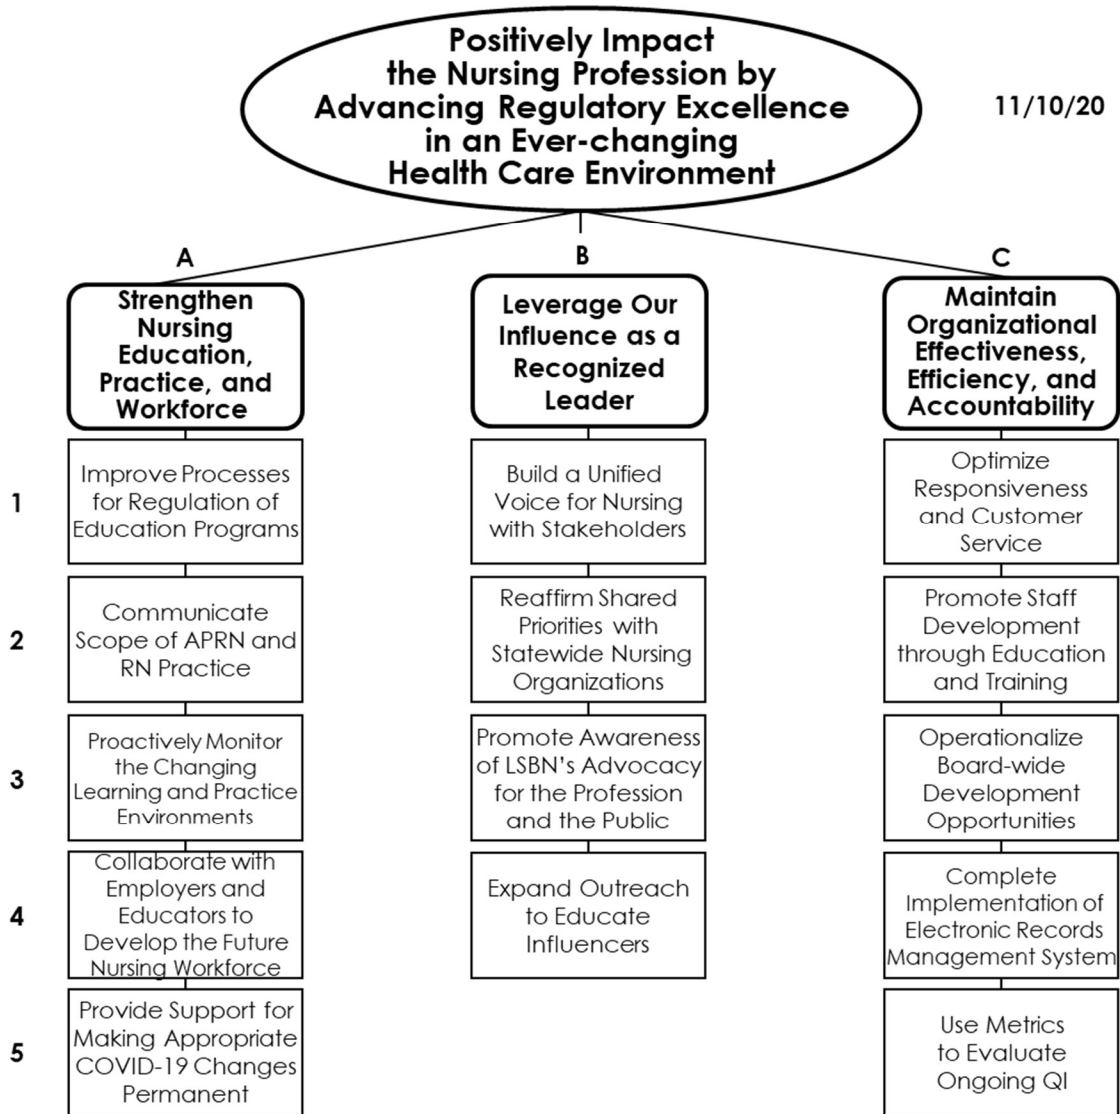 Positively Impact
the Nursing Profession by
Advancing Regulatory Excellence
in an Ever-changing
Health Care Environment
11/10/20
A
Strengthen
Nursing
Education,
Practice, and
Workforce
B
Leverage Our
Influence as a
Recognized
Leader
C
Maintain
Organizational
Effectiveness,
Efficiency, and
Accountability
1
Improve Processes
for Regulation of
Education Programs
Build a Unified
Voice for Nursing
with Stakeholders
Optimize
Responsiveness
and Customer
Service
2
Communicate
Scope of APRN and
RN Practice
Reaffirm Shared
Priorities with
Statewide Nursing
Organizations
Promote Staff
Development
through Education
and Training
3
Proactively Monitor
the Changing
Learning and Practice
Environments
Promote Awareness
of LSBN's Advocacy
for the Profession
and the Public
Operationalize
Board-wide
Development
Opportunities
4
Collaborate with
Employers and
Educators to
Develop the Future
Nursing Workforce
Expand Outreach
to Educate
Influencers
Complete
Implementation of
Electronic Records
Management System
5
Provide Support for
Making Appropriate
COVID-19 Changes
Permanent
Use Metrics
to Evaluate
Ongoing QI